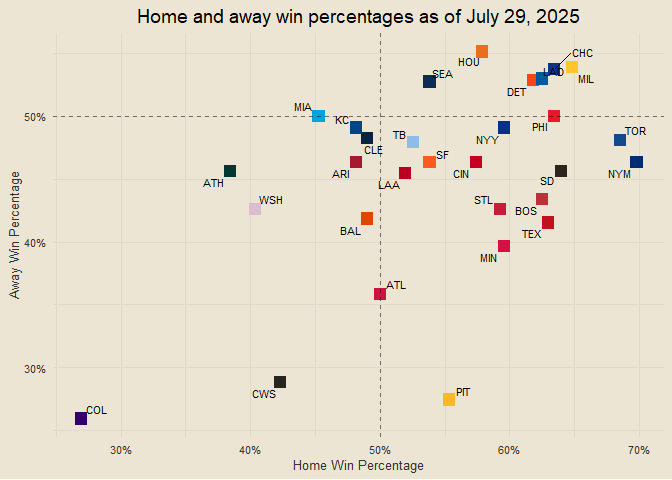 Home and away win percentages as of July 29, 2025
HOU
CHC
SEA
LAD
DET
MIL
50%
MIA
KC
TB
NYY
PHI
TOR
CLE
SF
ARI
LAA
CIN
SD
NYM
ATH
WSH
STL
BOS
BAL
TEX
MIN
40%
ATL
30%
CWS
PIT
COL
Away Win Percentage
30%
40%
50%
60%
70%
Home Win Percentage